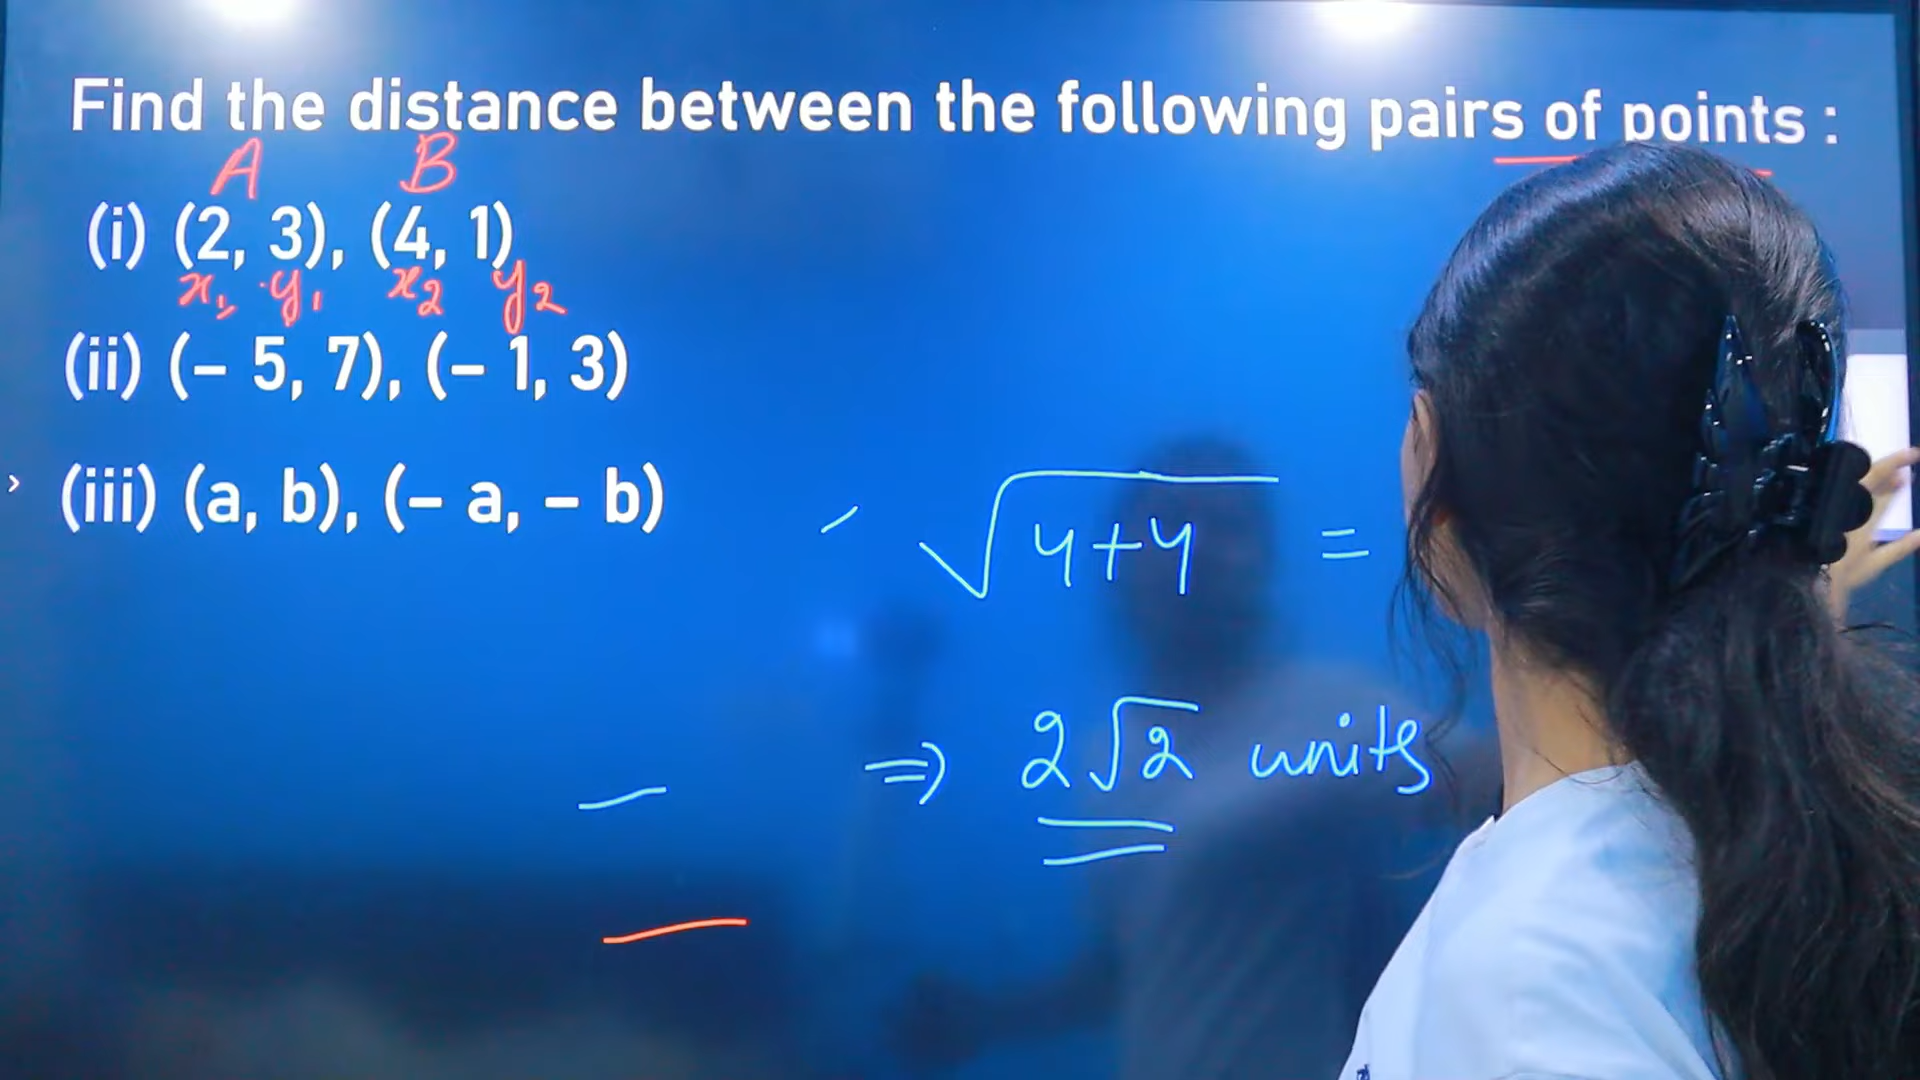 Find the distance between the following pairs of points :
A B
(i) (2, 3), (4, 1)
x₁, y₁ x₂ y₂
(ii) (– 5, 7), (– 1, 3)
(iii) (a, b), (– a, – b)
√4+4 =
⇒ 2√2 units